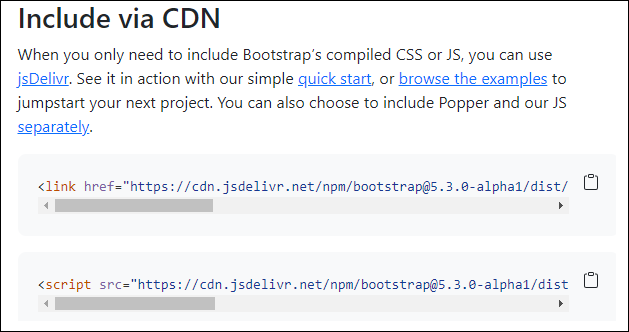 Include via CDN
When you only need to include Bootstrap’s compiled CSS or JS, you can use
jsDelivr. See it in action with our simple quick start, or browse the examples to
jumpstart your next project. You can also choose to include Popper and our JS
separately.
<link href="https://cdn.jsdelivr.net/npm/bootstrap@5.3.0-alpha1/dist/
<script src="https://cdn.jsdelivr.net/npm/bootstrap@5.3.0-alpha1/dist